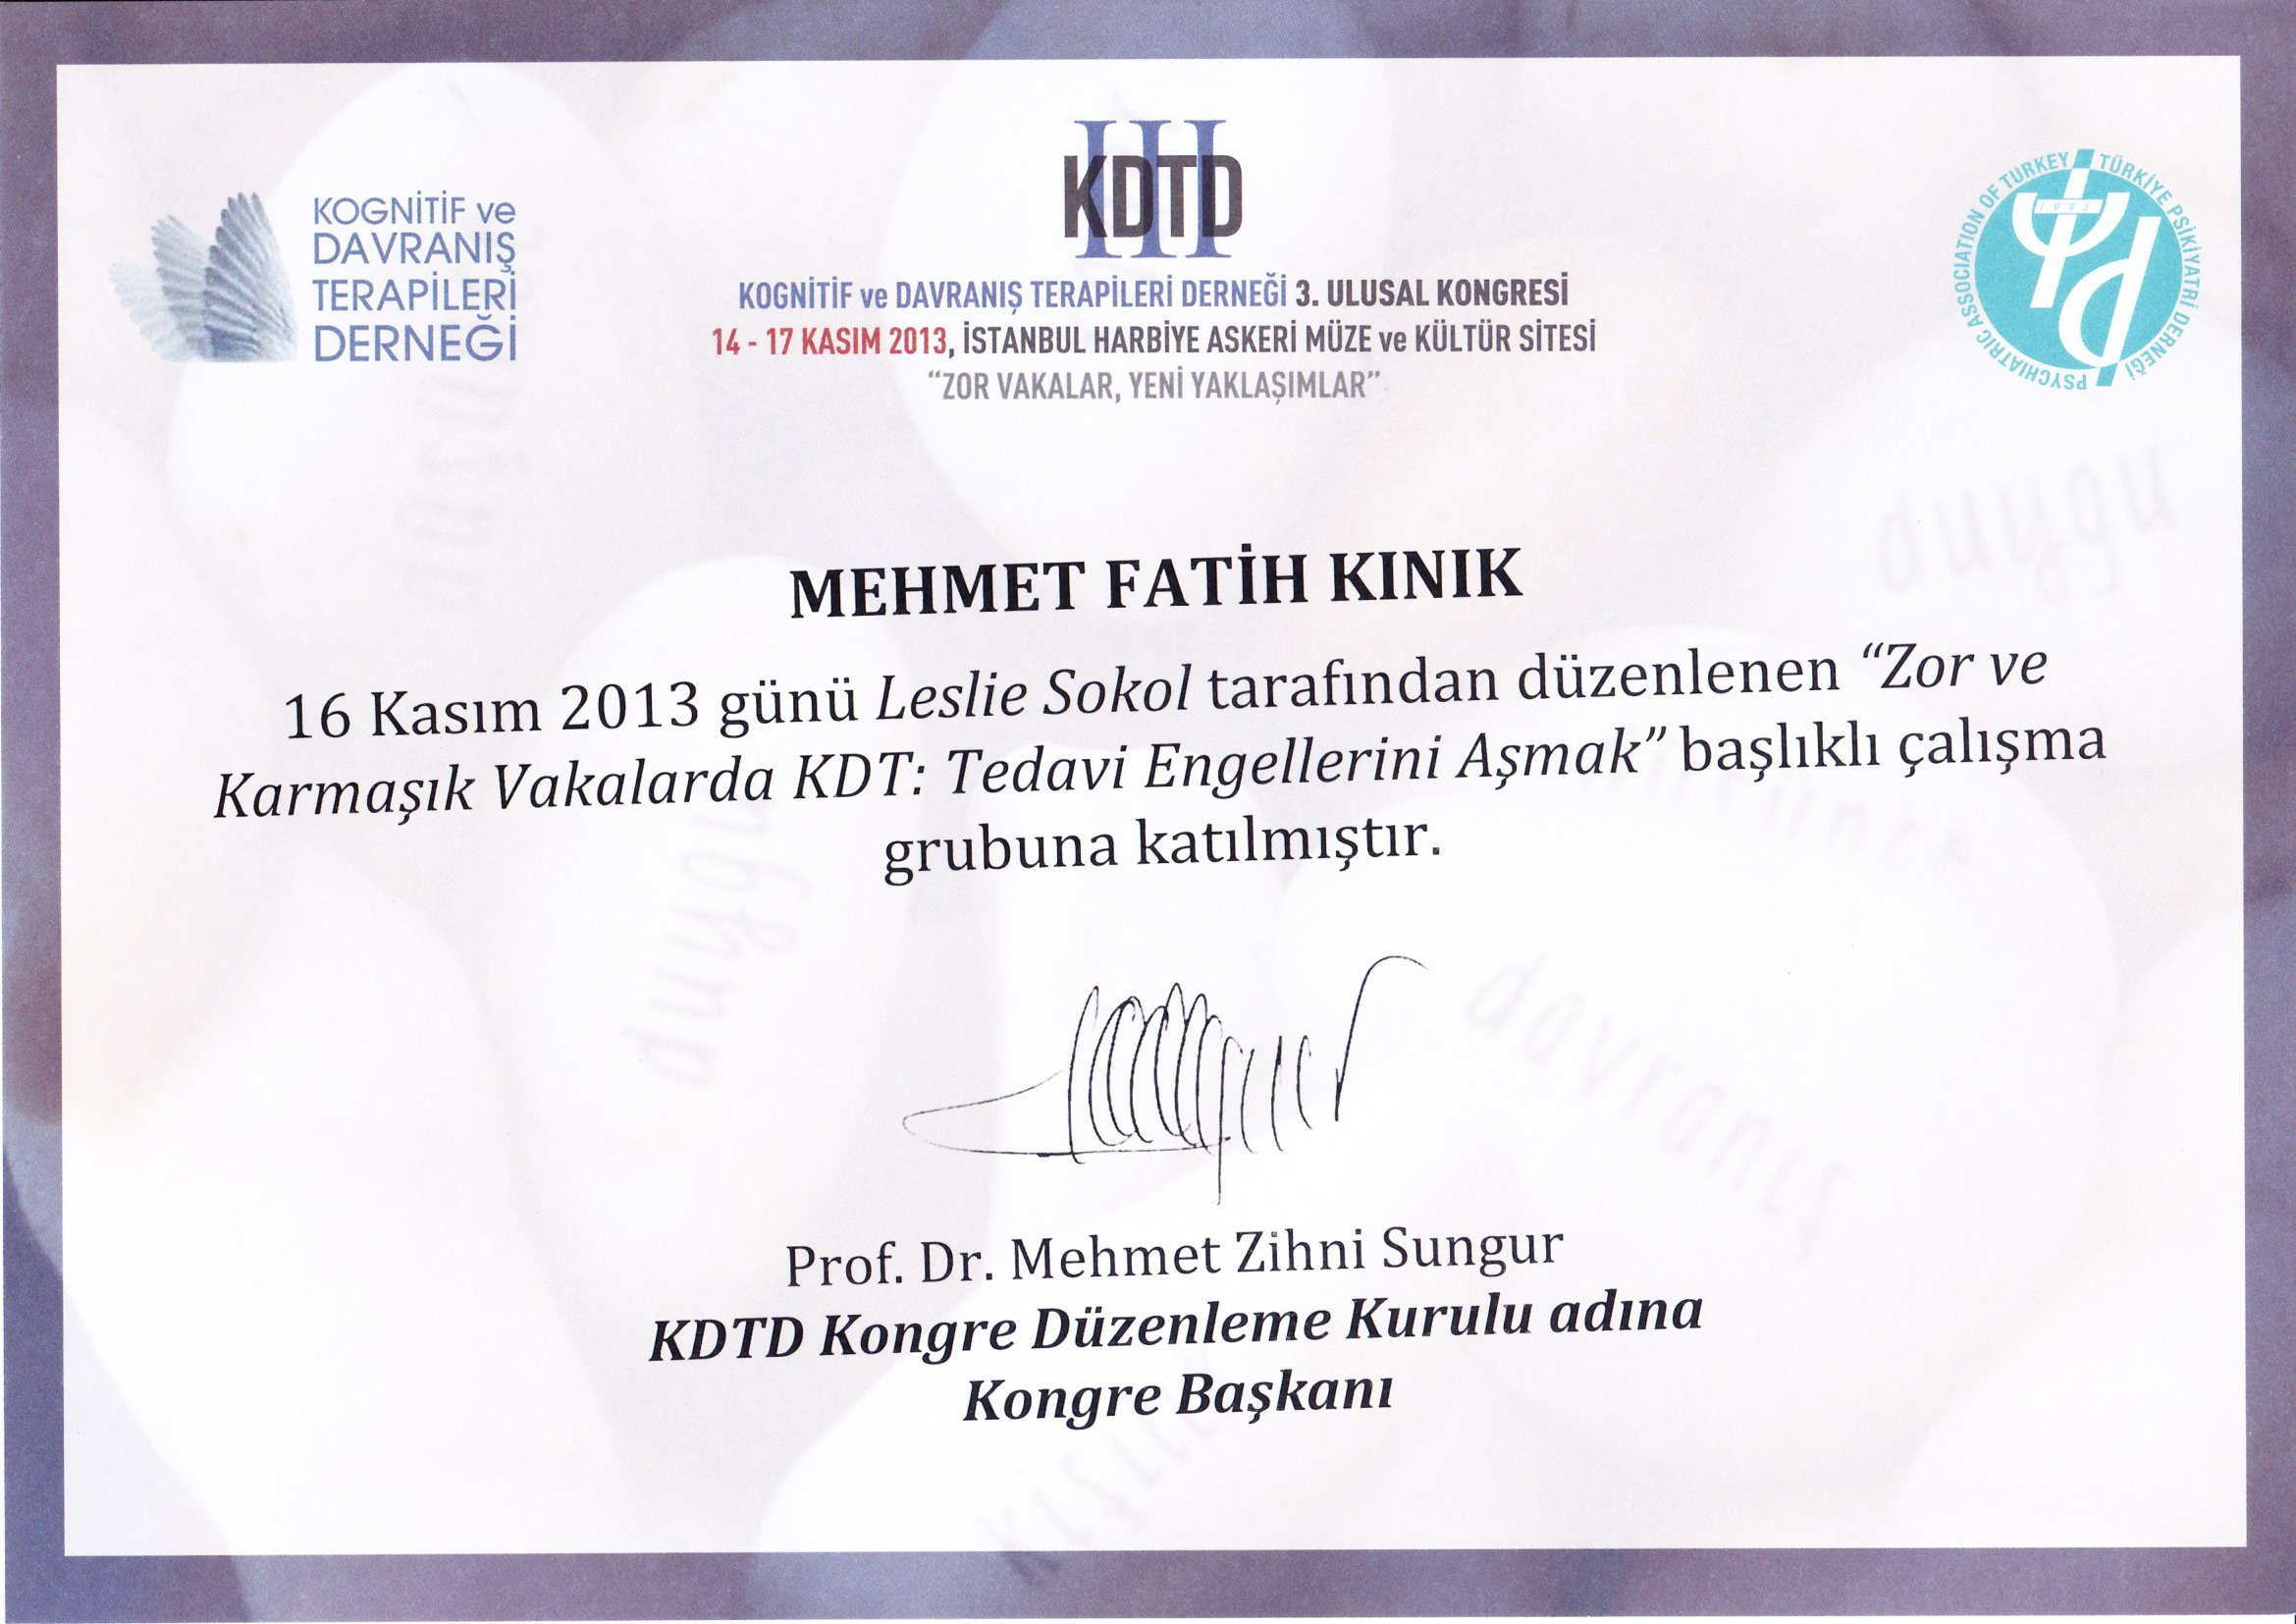 KOGNİTİF ve
DAVRANIŞ
TERAPİLERİ
DERNEĞİ
III
KDTD
KOGNİTİF ve DAVRANIŞ TERAPİLERİ DERNEĞİ 3. ULUSAL KONGRESİ
14 - 17 KASIM 2013, İSTANBUL HARBİYE ASKERİ MÜZE ve KÜLTÜR SİTESİ
“ZOR VAKALAR, YENİ YAKLAŞIMLAR”
PSYCHIATRIC ASSOCIATION OF TURKEY
TÜRKİYE PSİKİYATRİ DERNEĞİ
1995
duygu
MEHMET FATİH KINIK
16 Kasım 2013 günü Leslie Sokol tarafından düzenlenen “Zor ve
Karmaşık Vakalarda KDT: Tedavi Engellerini Aşmak” başlıklı çalışma
grubuna katılmıştır.
duygu
davranış
Prof. Dr. Mehmet Zihni Sungur
KDTD Kongre Düzenleme Kurulu adına
Kongre Başkanı